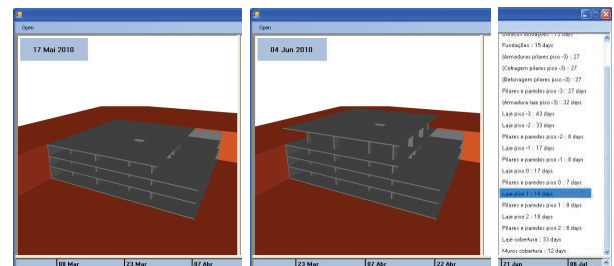 Open
17 Mai 2010
00 Mar 23 Mar 07 Abr
Open
04 Jun 2010
23 Mar 07 Abr 22 Abr
Fundações :: 15 days
(Armaduras pilares piso -3) :: 27
(Cofragem pilares piso -3) :: 27
(Betonagem pilares piso -3) :: 27
Pilares e paredes piso -3 :: 27 days
(Armadura laje piso -3) :: 32 days
Laje piso -3 :: 43 days
Laje piso -2 :: 33 days
Pilares e paredes piso -2 :: 8 days
Laje piso -1 :: 17 days
Pilares e paredes piso -1 :: 8 days
Laje piso 0 :: 17 days
Pilares e paredes piso 0 :: 7 days
Laje piso 1 :: 14 days
Pilares e paredes piso 1 :: 8 days
Laje piso 2 :: 18 days
Pilares e paredes piso 2 :: 8 days
Laje cobertura :: 33 days
Muros cobertura :: 12 days
21 Jun 06 Jul